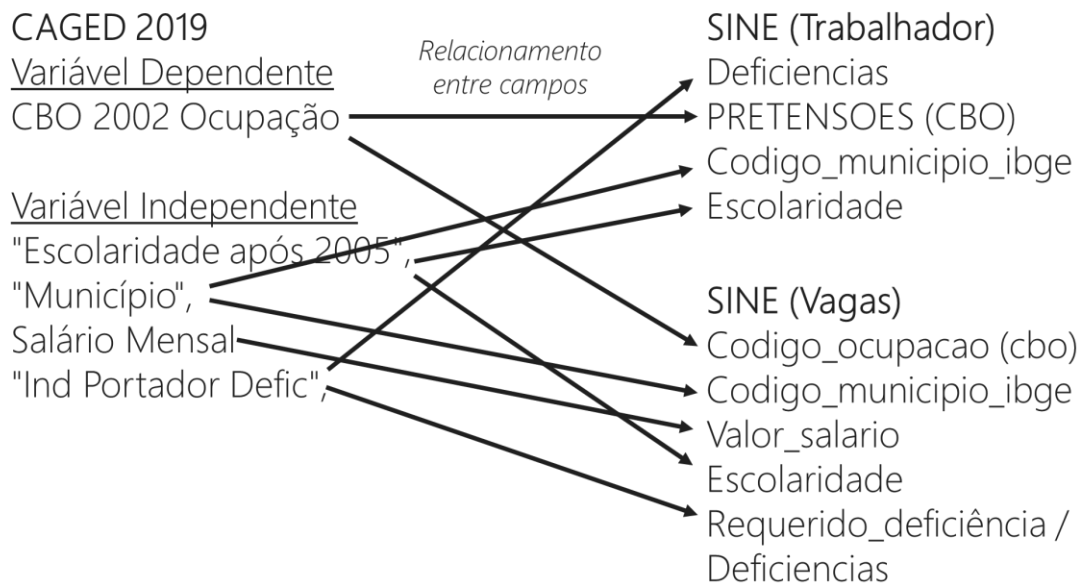 CAGED 2019
Variável Dependente
CBO 2002 Ocupação
Variável Independente
"Escolaridade após 2005",
"Município",
Salário Mensal
"Ind Portador Defic",
Relacionamento
entre campos
SINE (Trabalhador)
Deficiencias
PRETENSOES (CBO)
Codigo_municipio_ibge
Escolaridade
SINE (Vagas)
Codigo_ocupacao (cbo)
Codigo_municipio_ibge
Valor_salario
Escolaridade
Requerido_deficiência /
Deficiencias